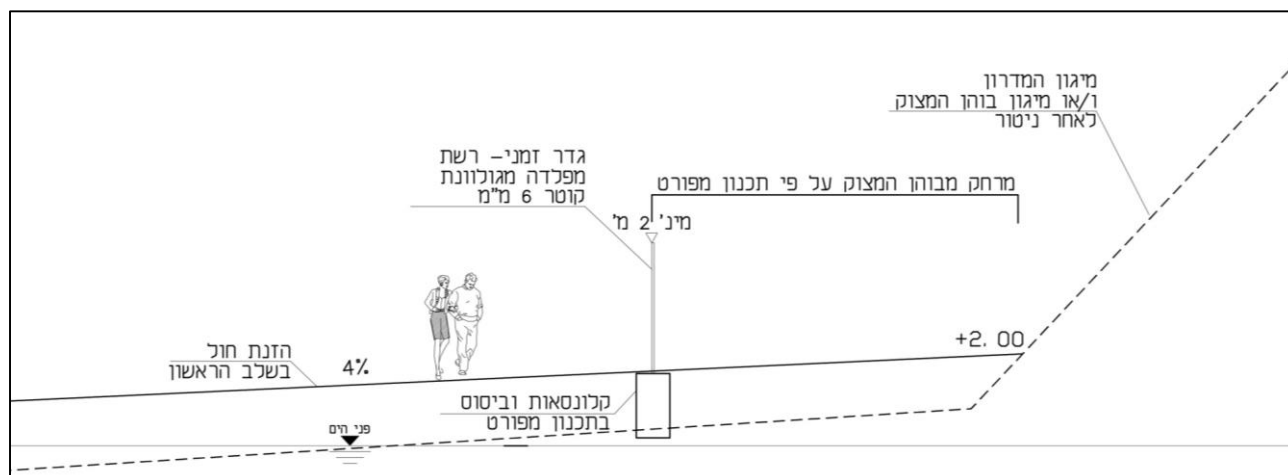 מיגון המדרון
ו/או מיגון בוהן המצוק
לאחר ניטור
גדר זמני– רשת
מפלדה מגולוונת
קוטר 6 מ"מ
מרחק מבוהן המצוק על פי תכנון מפורט
מינ' 2 מ'
+2. 00
הזנת חול
בשלב הראשון
4%
קלונסאות וביסוס
בתכנון מפורט
פני הים